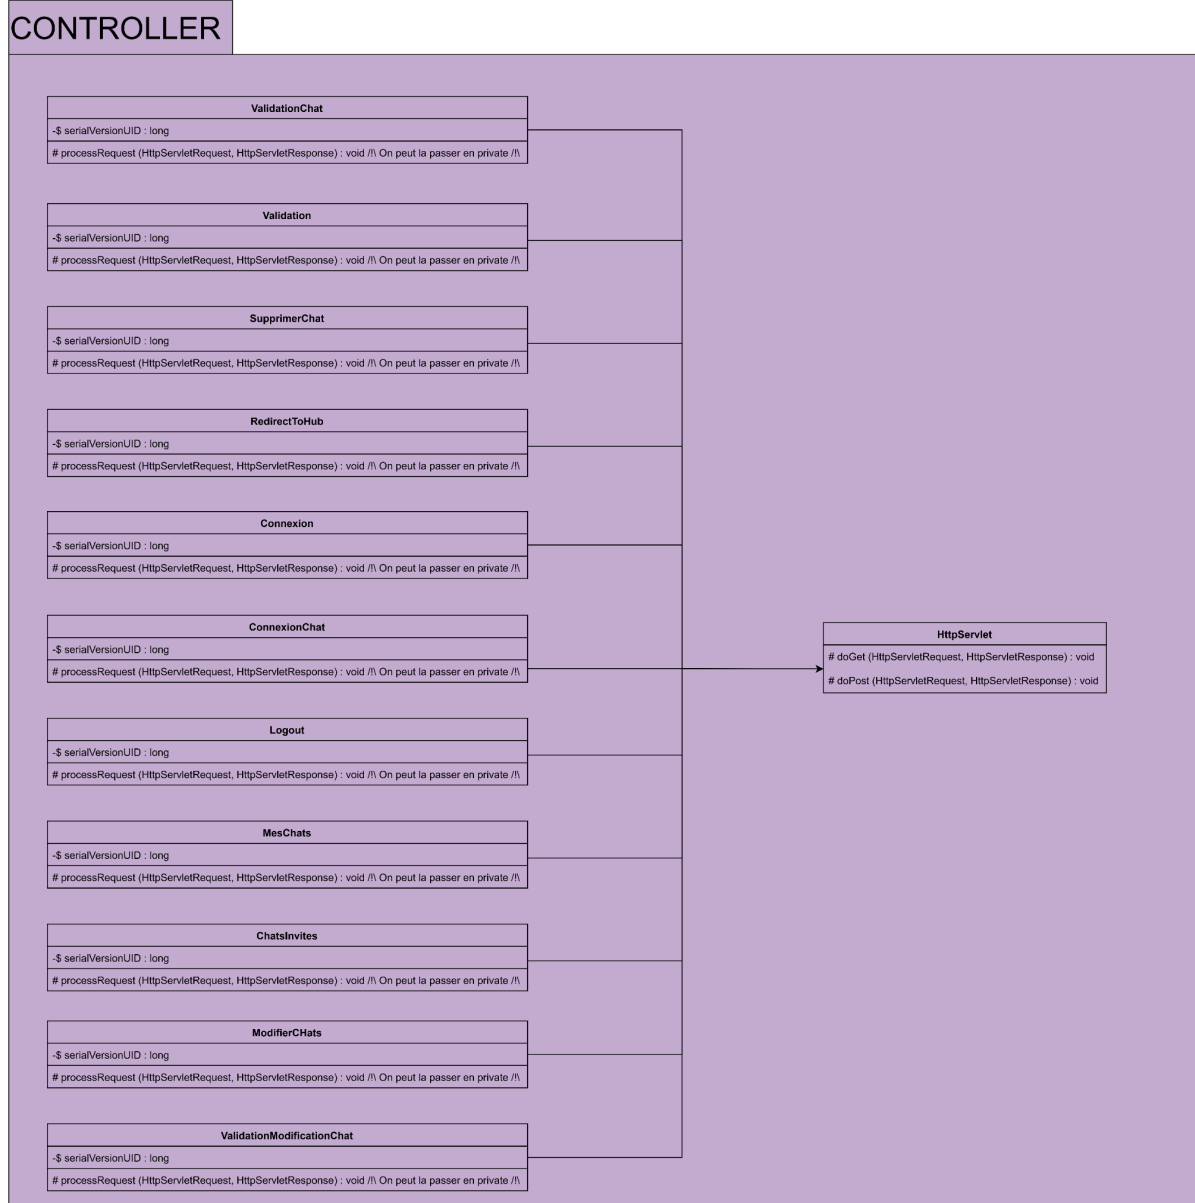 CONTROLLER
ValidationChat
-$ serialVersionUID : long
# processRequest (HttpServletRequest, HttpServletResponse) : void /!\ On peut la passer en private /!\
Validation
-$ serialVersionUID : long
# processRequest (HttpServletRequest, HttpServletResponse) : void /!\ On peut la passer en private /!\
SupprimerChat
-$ serialVersionUID : long
# processRequest (HttpServletRequest, HttpServletResponse) : void /!\ On peut la passer en private /!\
RedirectToHub
-$ serialVersionUID : long
# processRequest (HttpServletRequest, HttpServletResponse) : void /!\ On peut la passer en private /!\
Connexion
-$ serialVersionUID : long
# processRequest (HttpServletRequest, HttpServletResponse) : void /!\ On peut la passer en private /!\
ConnexionChat
-$ serialVersionUID : long
# processRequest (HttpServletRequest, HttpServletResponse) : void /!\ On peut la passer en private /!\
HttpServlet
# doGet (HttpServletRequest, HttpServletResponse) : void
# doPost (HttpServletRequest, HttpServletResponse) : void
Logout
-$ serialVersionUID : long
# processRequest (HttpServletRequest, HttpServletResponse) : void /!\ On peut la passer en private /!\
MesChats
-$ serialVersionUID : long
# processRequest (HttpServletRequest, HttpServletResponse) : void /!\ On peut la passer en private /!\
ChatsInvites
-$ serialVersionUID : long
# processRequest (HttpServletRequest, HttpServletResponse) : void /!\ On peut la passer en private /!\
ModifierCHats
-$ serialVersionUID : long
# processRequest (HttpServletRequest, HttpServletResponse) : void /!\ On peut la passer en private /!\
ValidationModificationChat
-$ serialVersionUID : long
# processRequest (HttpServletRequest, HttpServletResponse) : void /!\ On peut la passer en private /!\